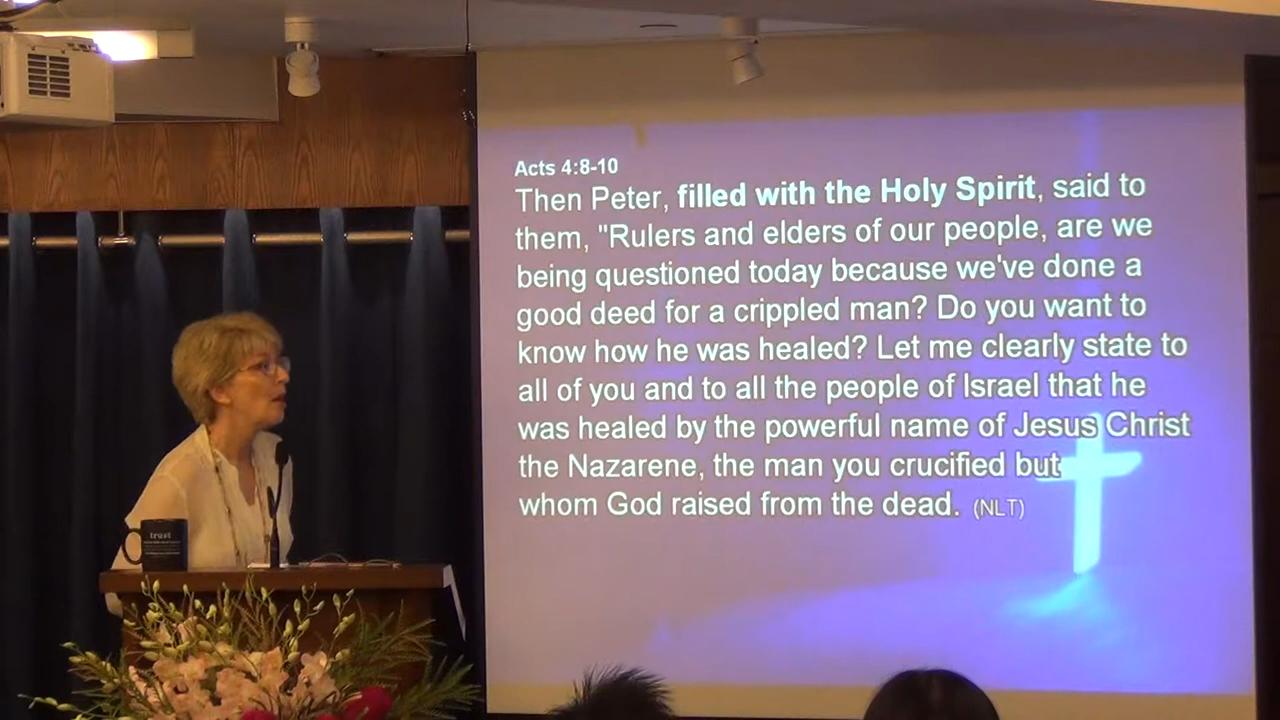 Acts 4:8-10
Then Peter, filled with the Holy Spirit, said to
them, "Rulers and elders of our people, are we
being questioned today because we've done a
good deed for a crippled man? Do you want to
know how he was healed? Let me clearly state to
all of you and to all the people of Israel that he
was healed by the powerful name of Jesus Christ
the Nazarene, the man you crucified but
whom God raised from the dead. (NLT)
trust